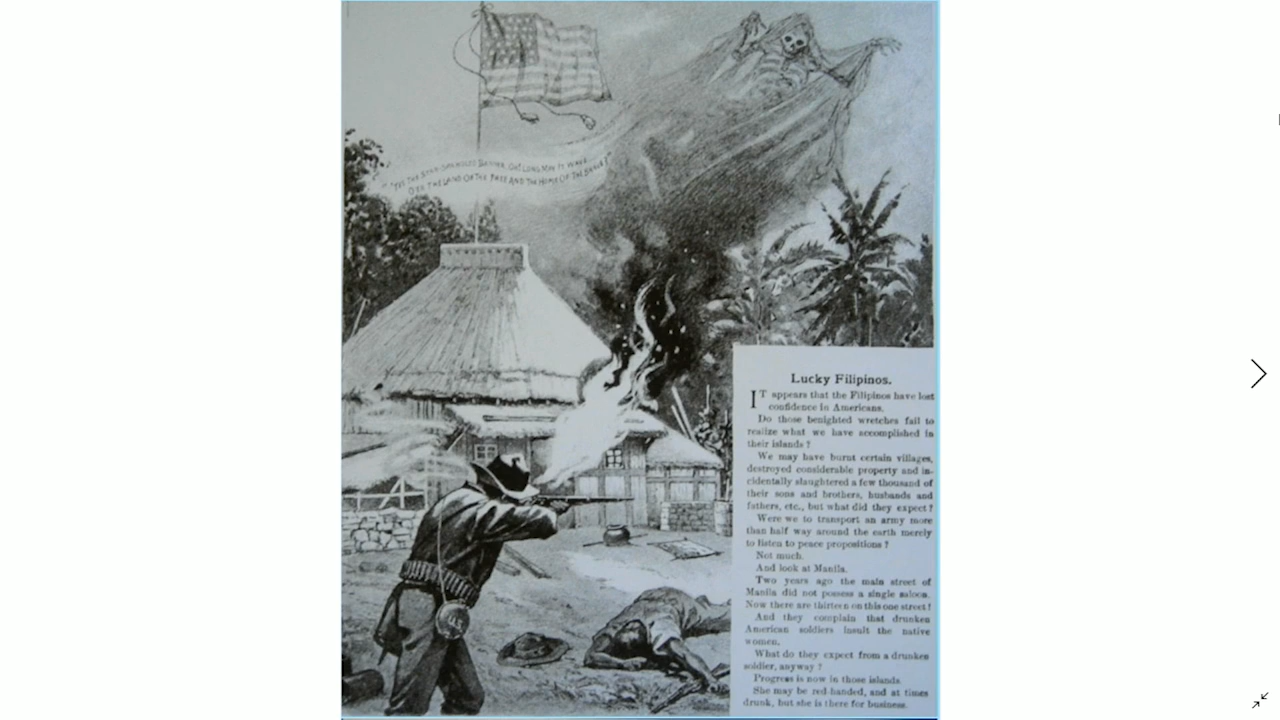 'TIS THE STAR-SPANGLED BANNER, OH! LONG MAY IT WAVE
O'ER THE LAND OF THE FREE AND THE HOME OF THE BRAVE!"
U.S.
Lucky Filipinos.
IT appears that the Filipinos have lost
confidence in Americans.
Do those benighted wretches fail to
realize what we have accomplished in
their islands?
We may have burnt certain villages,
destroyed considerable property and in-
cidentally slaughtered a few thousand of
their sons and brothers, husbands and
fathers, etc., but what did they expect?
Were we to transport an army more
than half way around the earth merely
to listen to peace propositions?
Not much.
And look at Manila.
Two years ago the main street of
Manila did not possess a single saloon.
Now there are thirteen on this one street!
And they complain that drunken
American soldiers insult the native
women.
What do they expect from a drunken
soldier, anyway?
Progress is now in those islands.
She may be red-handed, and at times
drunk, but she is there for business.